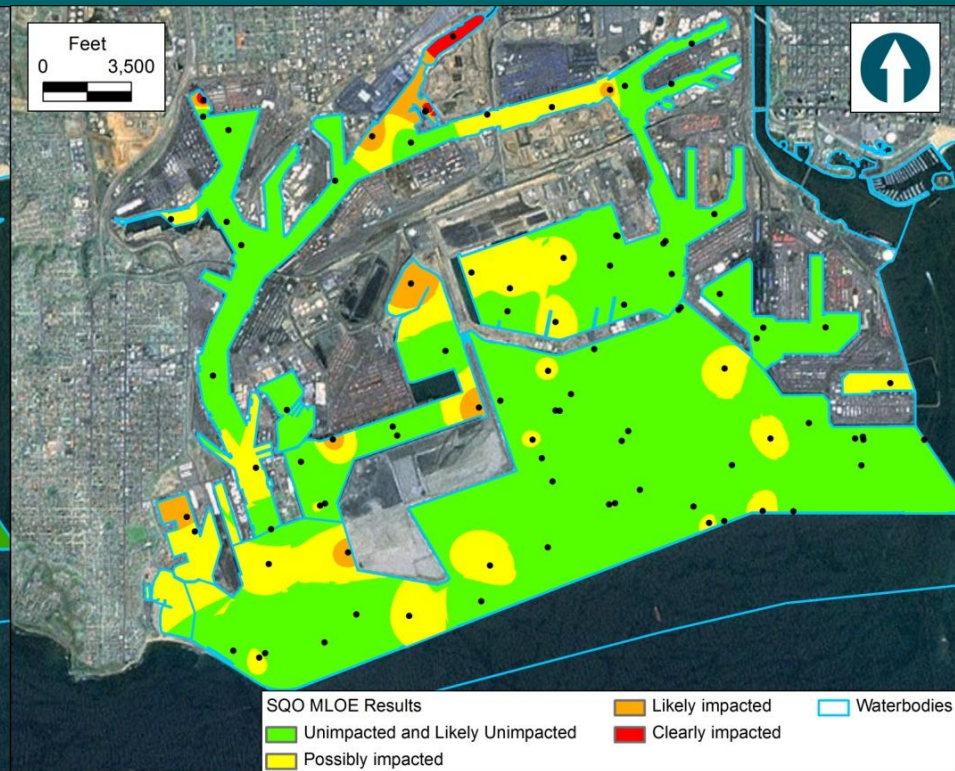 Feet
0 3,500
SQO MLOE Results
Unimpacted and Likely Unimpacted
Possibly impacted
Likely impacted
Clearly impacted
Waterbodies